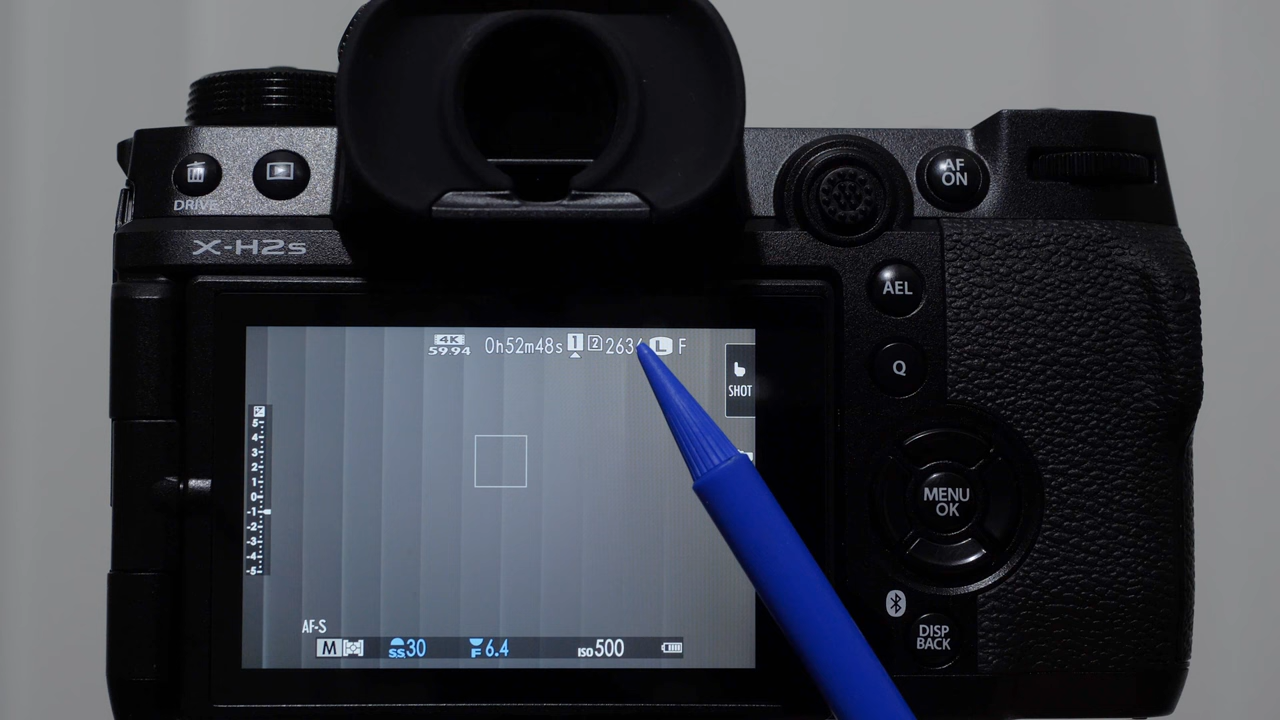 DRIVE
AF
ON
X-H2S
AEL
4K
59.94
0h52m48s 1 2 L F
SHOT
Q
5
4
3
2
1
0
-1
-2
-3
-4
-5
MENU
OK
AF-S
M SS 30 F 6.4 ISO 500
DISP
BACK